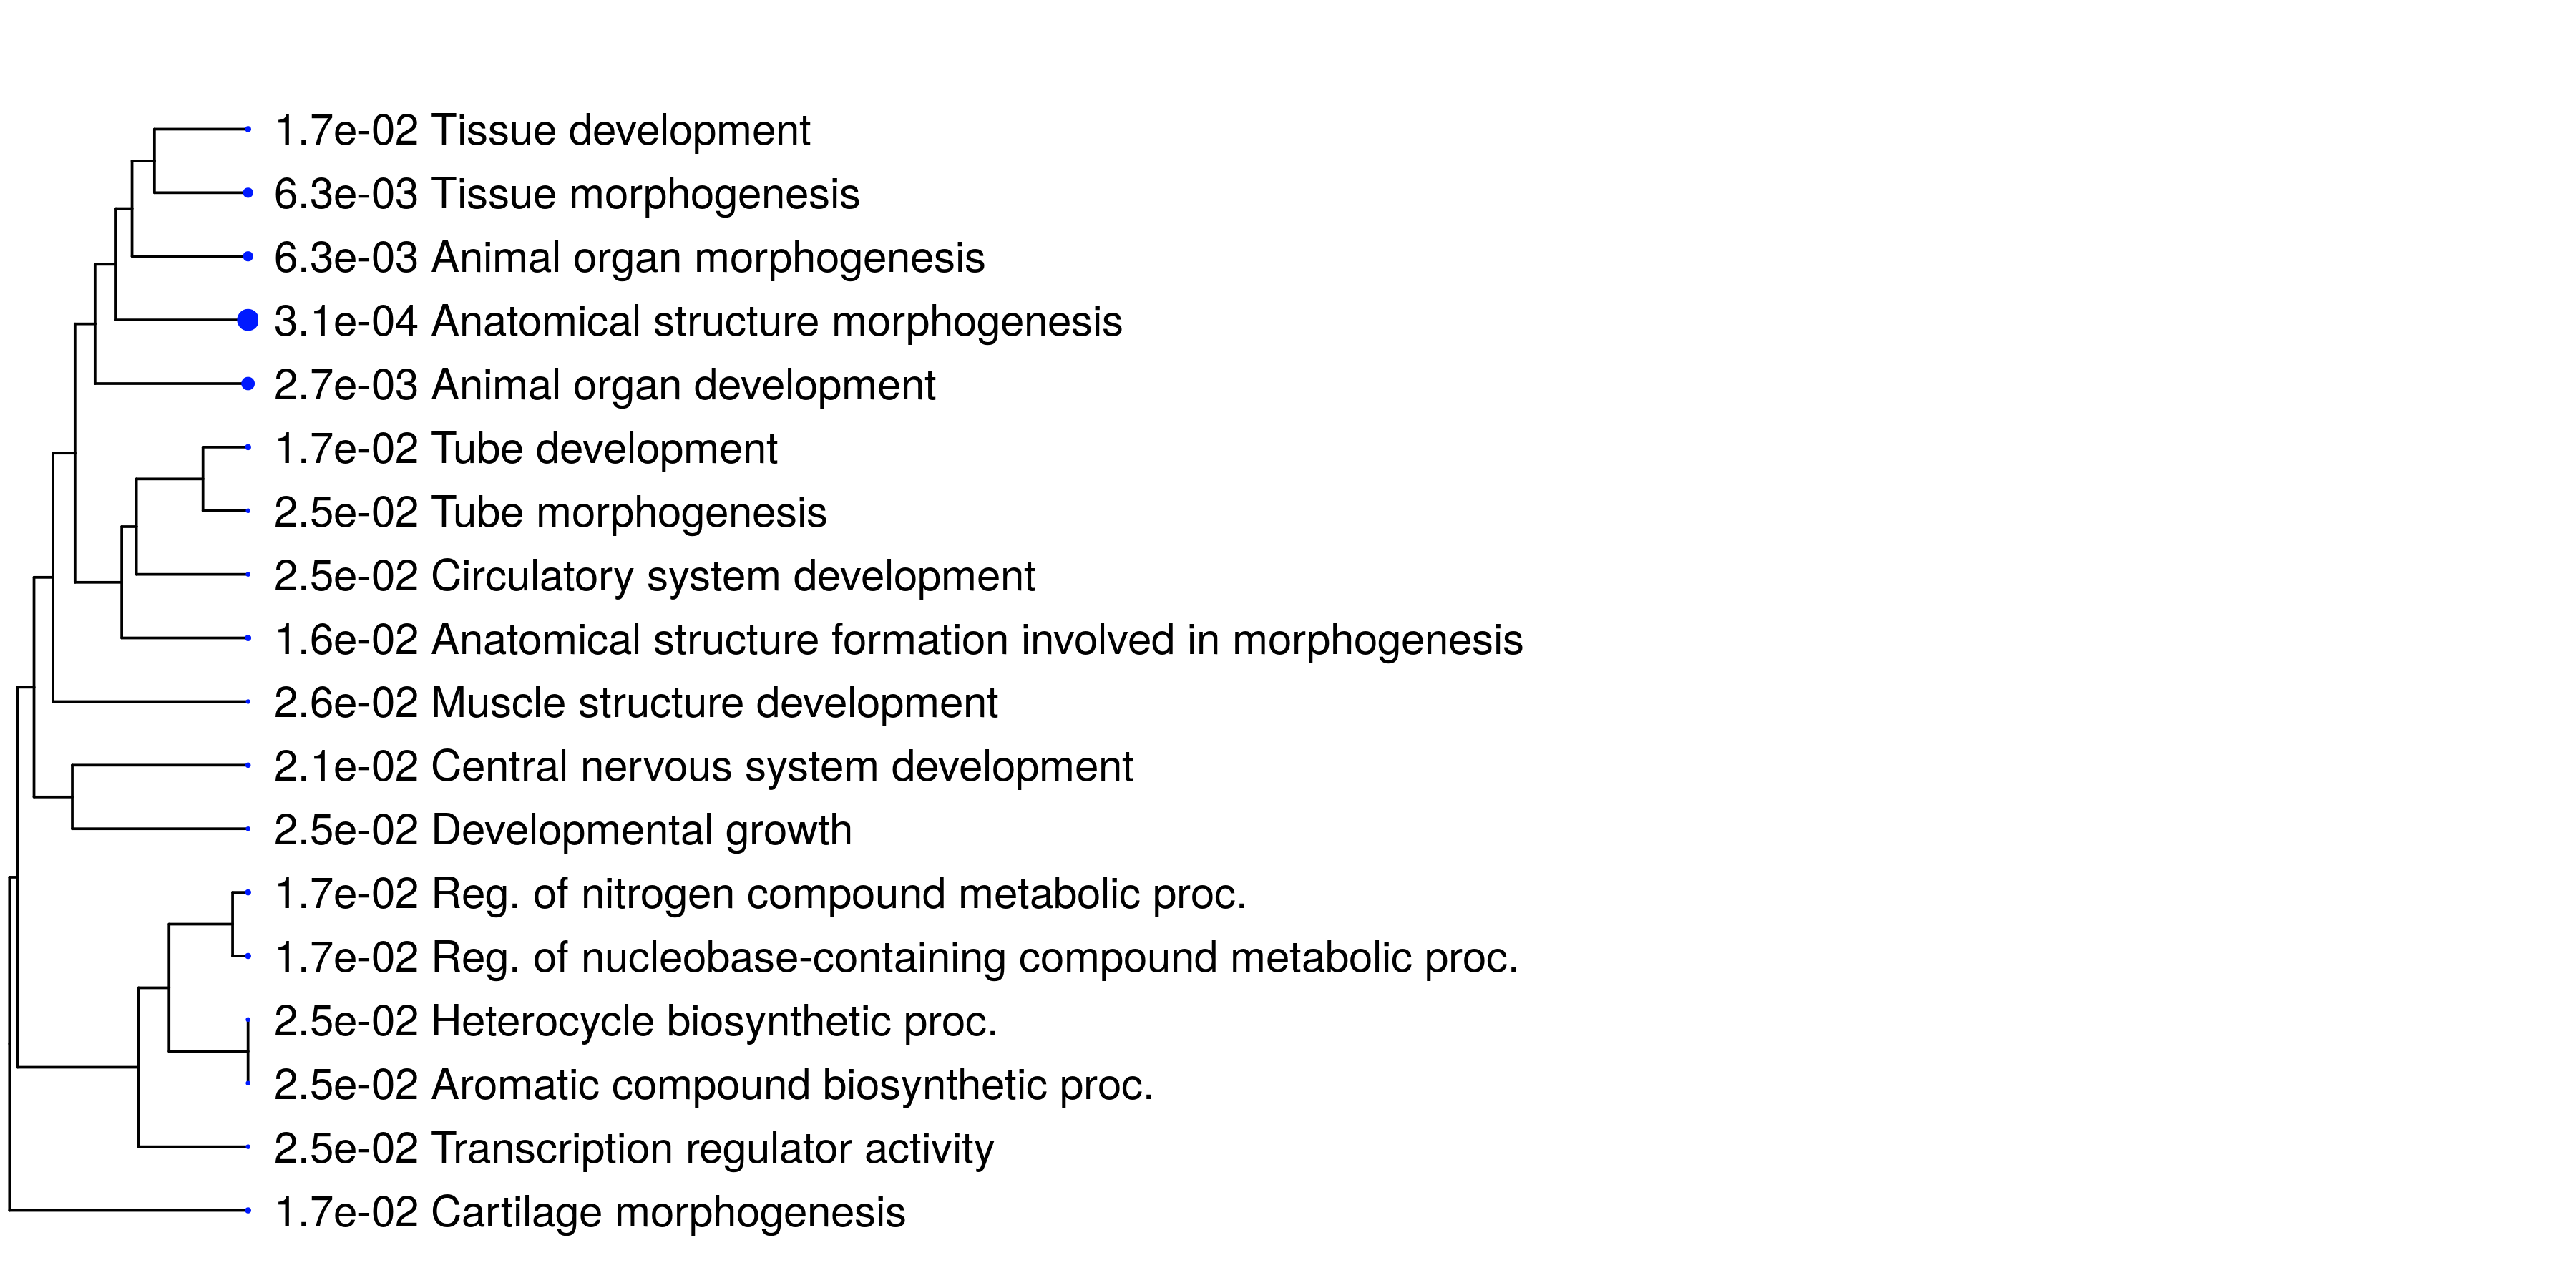 1.7e-02 Tissue development
6.3e-03 Tissue morphogenesis
6.3e-03 Animal organ morphogenesis
3.1e-04 Anatomical structure morphogenesis
2.7e-03 Animal organ development
1.7e-02 Tube development
2.5e-02 Tube morphogenesis
2.5e-02 Circulatory system development
1.6e-02 Anatomical structure formation involved in morphogenesis
2.6e-02 Muscle structure development
2.1e-02 Central nervous system development
2.5e-02 Developmental growth
1.7e-02 Reg. of nitrogen compound metabolic proc.
1.7e-02 Reg. of nucleobase-containing compound metabolic proc.
2.5e-02 Heterocycle biosynthetic proc.
2.5e-02 Aromatic compound biosynthetic proc.
2.5e-02 Transcription regulator activity
1.7e-02 Cartilage morphogenesis